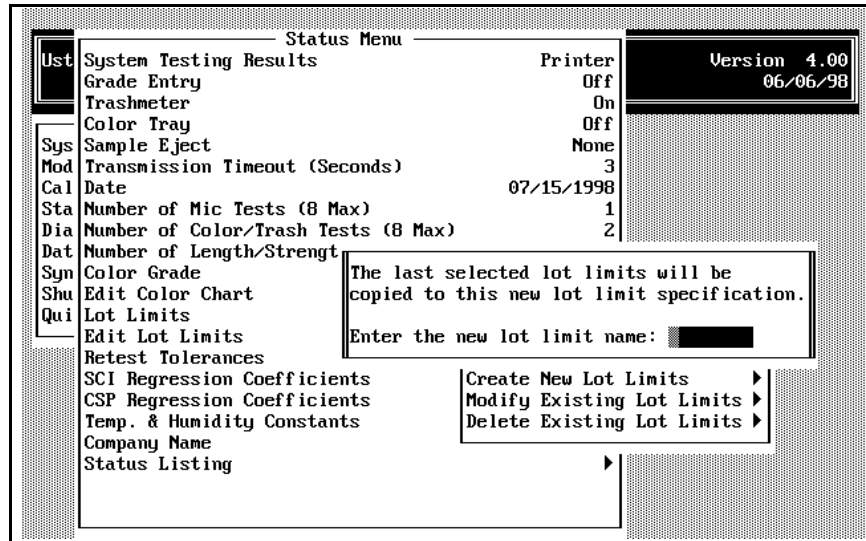 Status Menu
Ust
Version 4.00
06/06/98
System Testing Results Printer
Grade Entry Off
Trashmeter On
Color Tray Off
Sys Sample Eject None
Mod Transmission Timeout (Seconds) 3
Cal Date 07/15/1998
Sta Number of Mic Tests (8 Max) 1
Dia Number of Color/Trash Tests (8 Max) 2
Dat Number of Length/Strengt
Syn Color Grade
Shu Edit Color Chart
Qui Lot Limits
Edit Lot Limits
Retest Tolerances
SCI Regression Coefficients
CSP Regression Coefficients
Temp. & Humidity Constants
Company Name
Status Listing
The last selected lot limits will be
copied to this new lot limit specification.
Enter the new lot limit name:
Create New Lot Limits
Modify Existing Lot Limits
Delete Existing Lot Limits